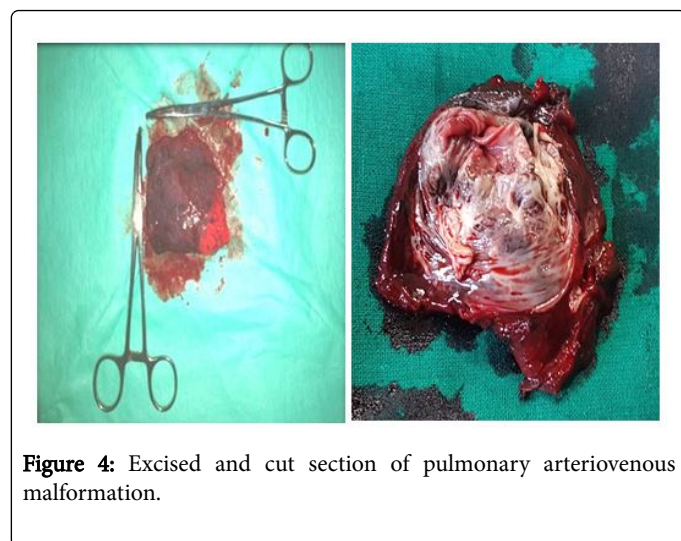 Figure 4: Excised and cut section of pulmonary arteriovenous
malformation.